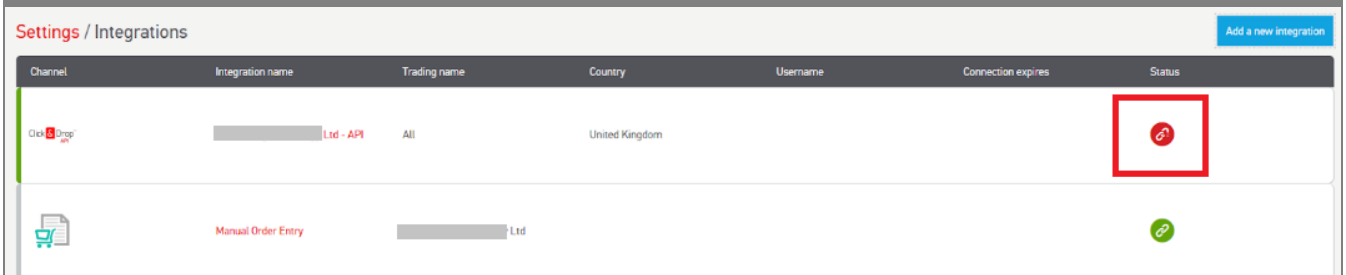 Settings / Integrations
Add a new integration
Channel Integration name Trading name Country Username Connection expires Status
Click & Drop API Ltd - API All United Kingdom
Manual Order Entry Ltd